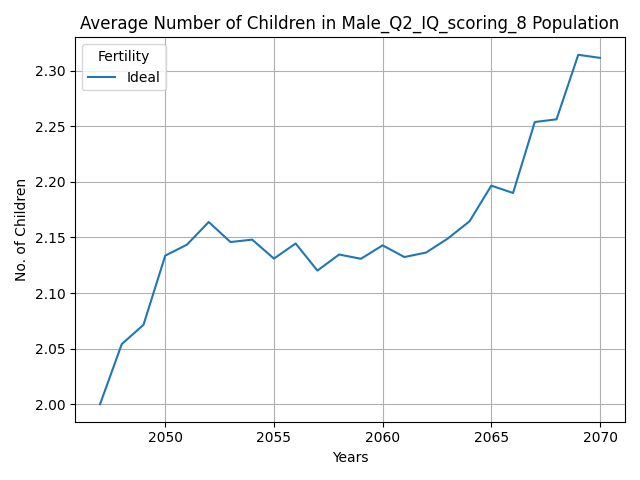 Average Number of Children in Male_Q2_IQ_scoring_8 Population
Fertility
Ideal
No. of Children
2.30
2.25
2.20
2.15
2.10
2.05
2.00
2050
2055
2060
2065
2070
Years